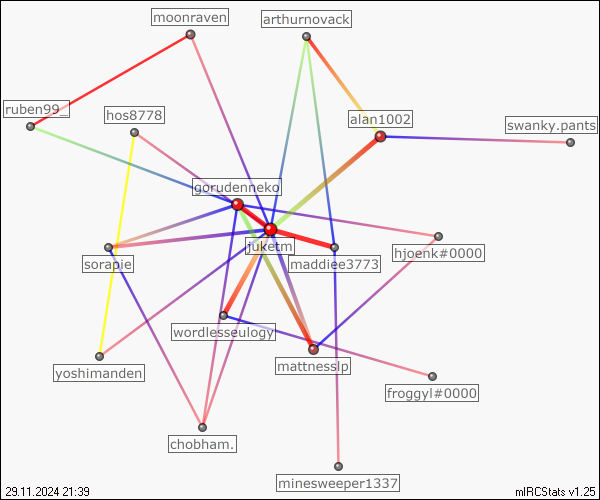 moonraven
arthurnovack
ruben99_
hos8778
alan1002
swanky.pants
gorudenneko
juketm
sorapie
maddiee3773
hjoenk#0000
wordlesseulogy
yoshimanden
mattnesslp
froggyl#0000
chobham.
minesweeper1337
29.11.2024 21:39
mIRCStats v1.25